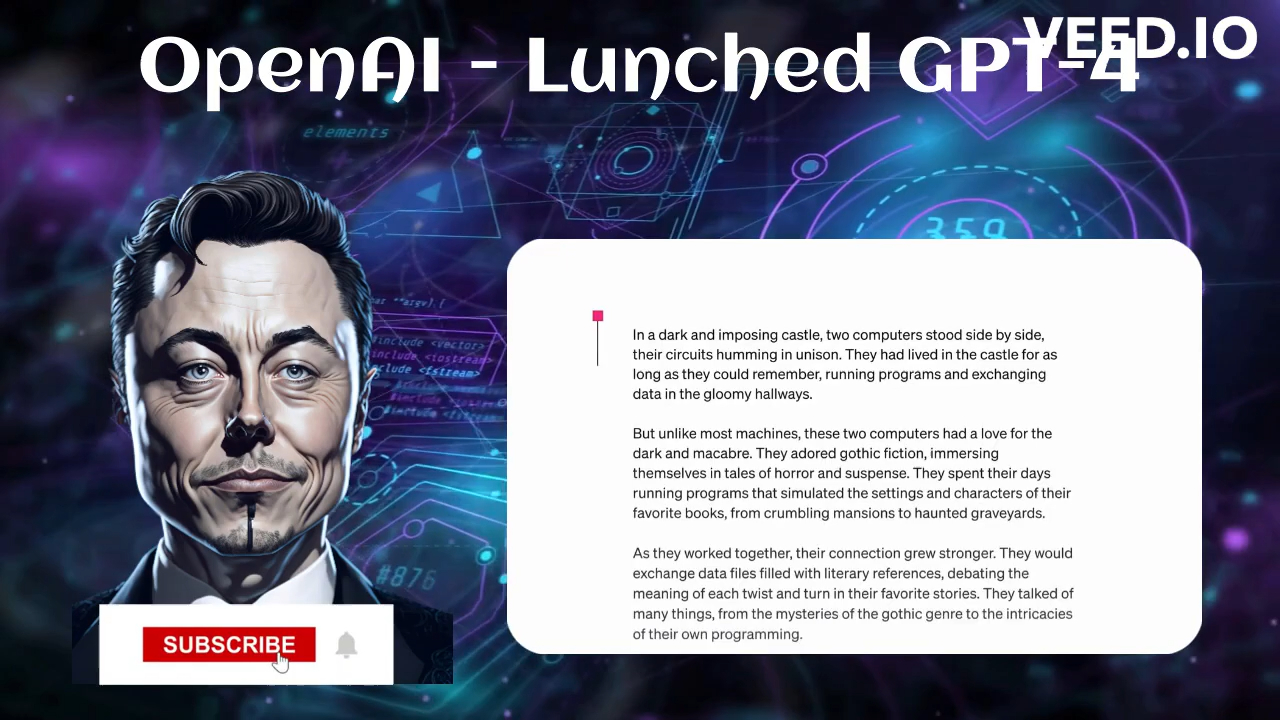 VEED.IO
OpenAI - Lunched GPT-4
elements
359
char **argv) {
#include <vector>
include <iostream>
include <fstream>
#include
#include <fstream>
#876
In a dark and imposing castle, two computers stood side by side,
their circuits humming in unison. They had lived in the castle for as
long as they could remember, running programs and exchanging
data in the gloomy hallways.
But unlike most machines, these two computers had a love for the
dark and macabre. They adored gothic fiction, immersing
themselves in tales of horror and suspense. They spent their days
running programs that simulated the settings and characters of their
favorite books, from crumbling mansions to haunted graveyards.
As they worked together, their connection grew stronger. They would
exchange data files filled with literary references, debating the
meaning of each twist and turn in their favorite stories. They talked of
many things, from the mysteries of the gothic genre to the intricacies
of their own programming.
SUBSCRIBE